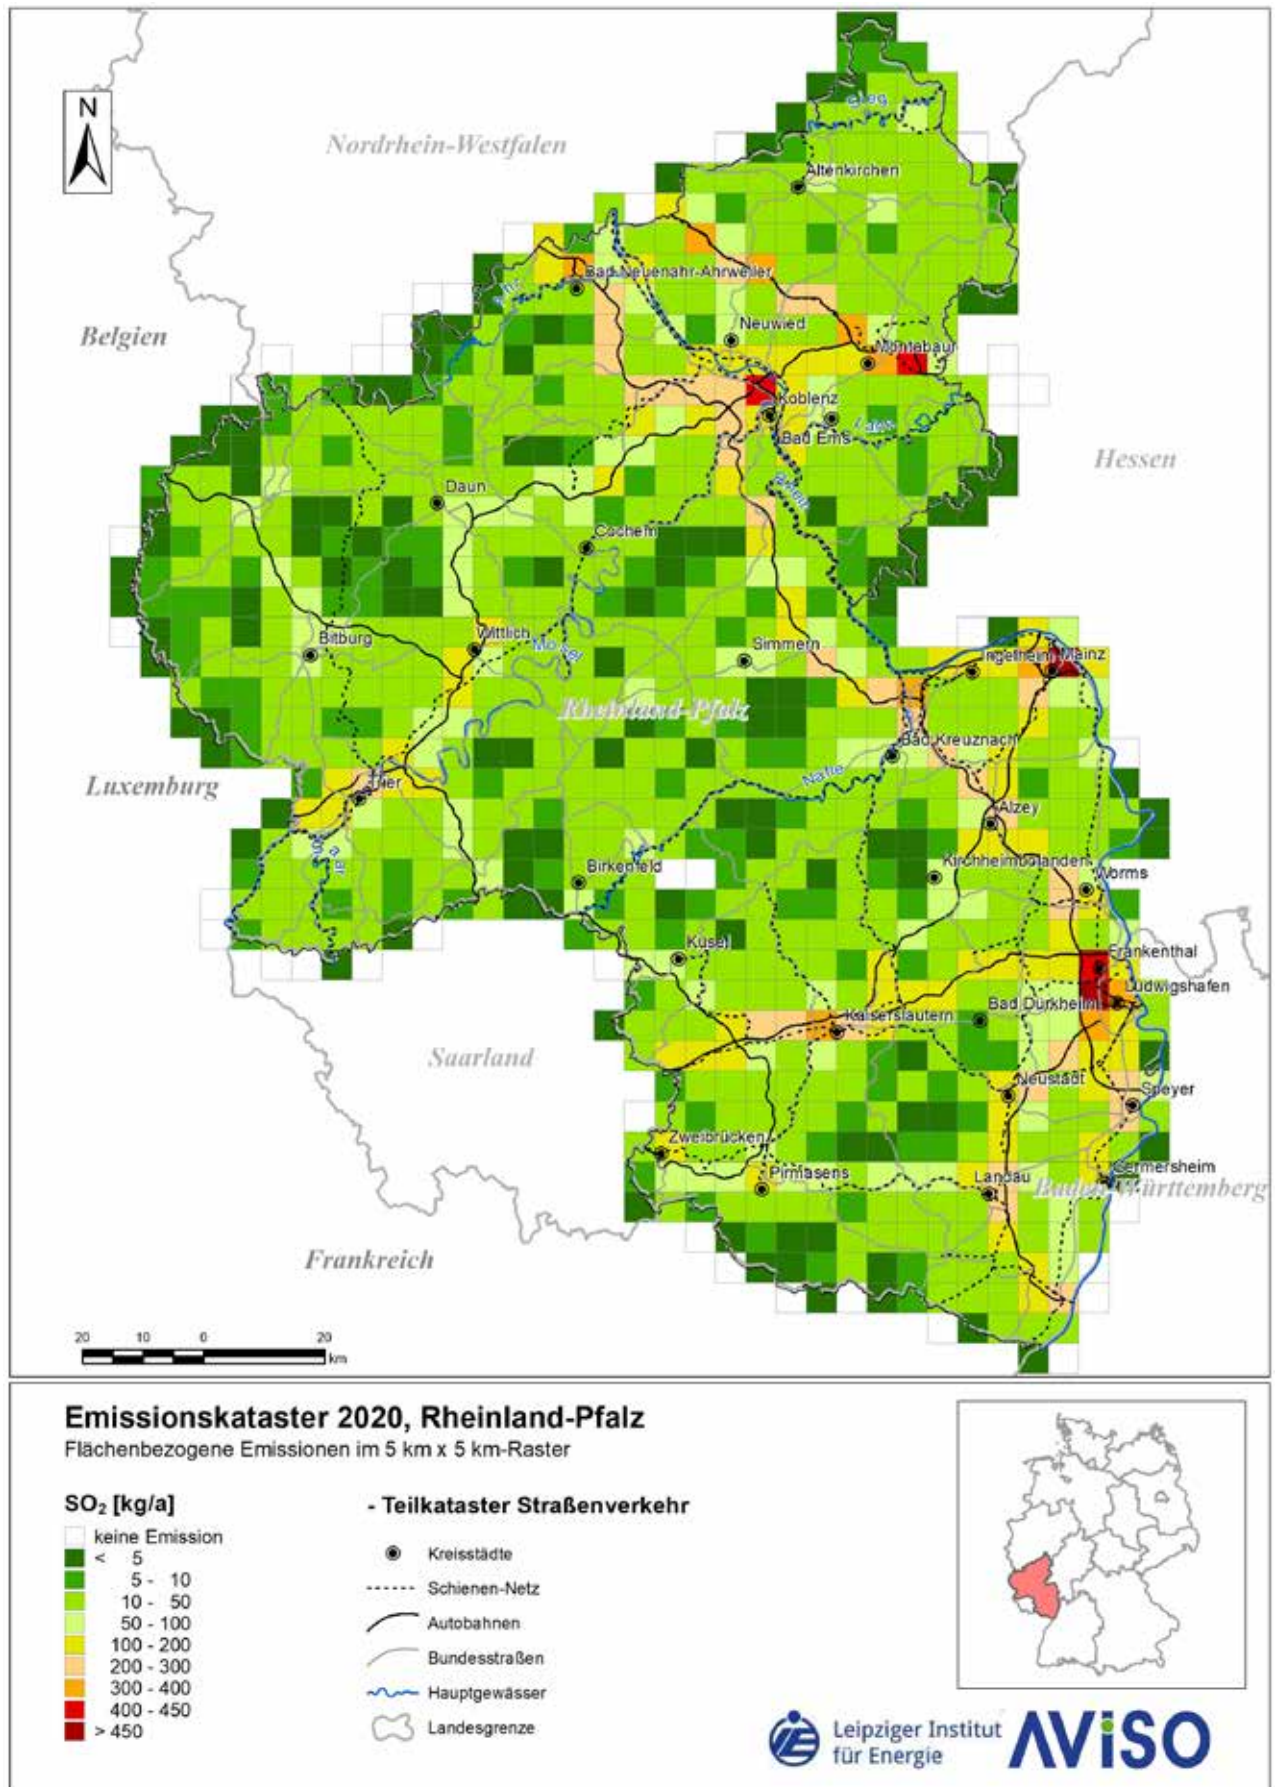 N
Nordrhein-Westfalen
Sieg
Altenkirchen
Bad Neuenahr-Ahrweiler
Ahr
Belgien
Neuwied
Montabaur
Koblenz
Bad Ems
Lahn
Hessen
Daun
Rhein
Cochem
Bitburg
Wittlich
Mosel
Simmern
Ingelheim
Mainz
Rheinland-Pfalz
Bad Kreuznach
Luxemburg
Trier
Nahe
Alzey
Saar
Birkenfeld
Kirchheimbolanden
Worms
Kusel
Frankenthal
Ludwigshafen
Bad Dürkheim
Kaiserslautern
Saarland
Neustadt
Speyer
Zweibrücken
Pirmasens
Landau
Germersheim
Baden-Württemberg
Frankreich
20 10 0 20
km
Emissionskataster 2020, Rheinland-Pfalz
Flächenbezogene Emissionen im 5 km x 5 km-Raster
SO₂ [kg/a]
keine Emission
< 5
5 - 10
10 - 50
50 - 100
100 - 200
200 - 300
300 - 400
400 - 450
> 450
- Teilkataster Straßenverkehr
Kreisstädte
Schienen-Netz
Autobahnen
Bundesstraßen
Hauptgewässer
Landesgrenze
Leipziger Institut
für Energie
AViSO